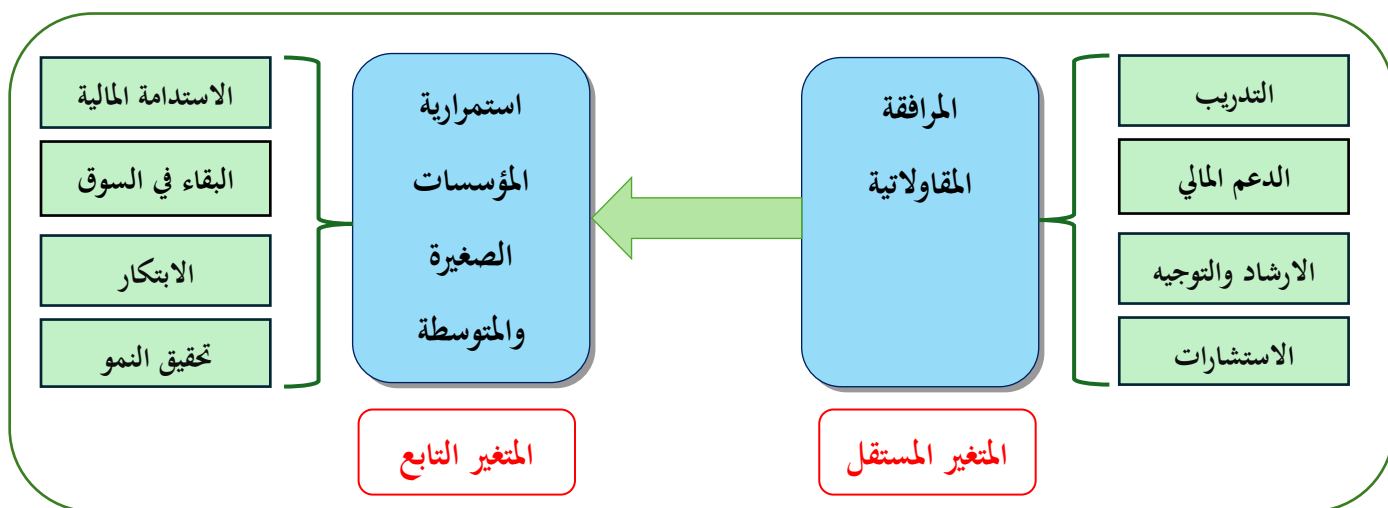 التدريب
الدعم المالي
الارشاد والتوجيه
الاستشارات
المرافقة
المقاولاتية
المتغير المستقل
استمرارية
المؤسسات
الصغيرة
والمتوسطة
المتغير التابع
الاستدامة المالية
البقاء في السوق
الابتكار
تحقيق النمو